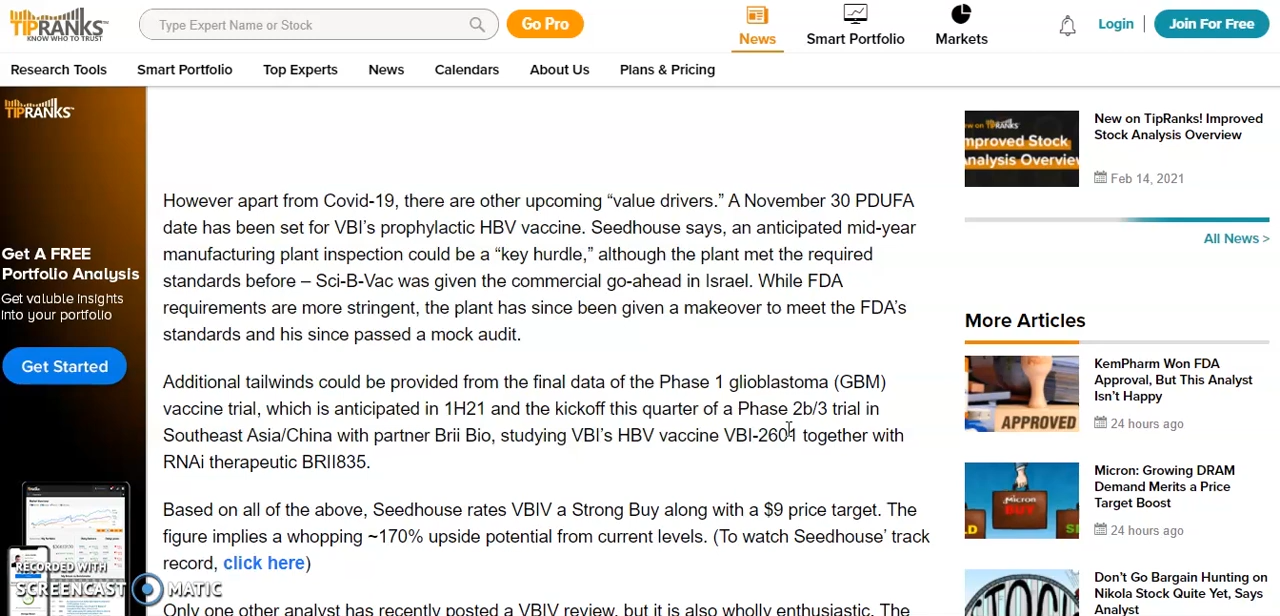 TIPRANKS
KNOW WHO TO TRUST
Type Expert Name or Stock
Go Pro
News
Smart Portfolio
Markets
Login
Join For Free
Research Tools
Smart Portfolio
Top Experts
News
Calendars
About Us
Plans & Pricing
TIPRANKS
Get A FREE
Portfolio Analysis
Get valuble Insights
Into your portfolio
Get Started
RECORDED WITH
SCREENCAST MATIC
However apart from Covid-19, there are other upcoming “value drivers.” A November 30 PDUFA
date has been set for VBI’s prophylactic HBV vaccine. Seedhouse says, an anticipated mid-year
manufacturing plant inspection could be a “key hurdle,” although the plant met the required
standards before – Sci-B-Vac was given the commercial go-ahead in Israel. While FDA
requirements are more stringent, the plant has since been given a makeover to meet the FDA’s
standards and his since passed a mock audit.
Additional tailwinds could be provided from the final data of the Phase 1 glioblastoma (GBM)
vaccine trial, which is anticipated in 1H21 and the kickoff this quarter of a Phase 2b/3 trial in
Southeast Asia/China with partner Brii Bio, studying VBI’s HBV vaccine VBI-2601 together with
RNAi therapeutic BRII835.
Based on all of the above, Seedhouse rates VBIV a Strong Buy along with a $9 price target. The
figure implies a whopping ~170% upside potential from current levels. (To watch Seedhouse’ track
record, click here)
Only one other analyst has recently posted a VBIV review, but it is also wholly enthusiastic. The
New on TipRanks! Improved
Stock Analysis Overview
Feb 14, 2021
on TIPRANKS
mproved Stock
nalysis Overview
All News >
More Articles
APPROVED
KemPharm Won FDA
Approval, But This Analyst
Isn’t Happy
24 hours ago
Micron
BUY
Micron: Growing DRAM
Demand Merits a Price
Target Boost
24 hours ago
STOCK
Don’t Go Bargain Hunting on
Nikola Stock Quite Yet, Says
Analyst